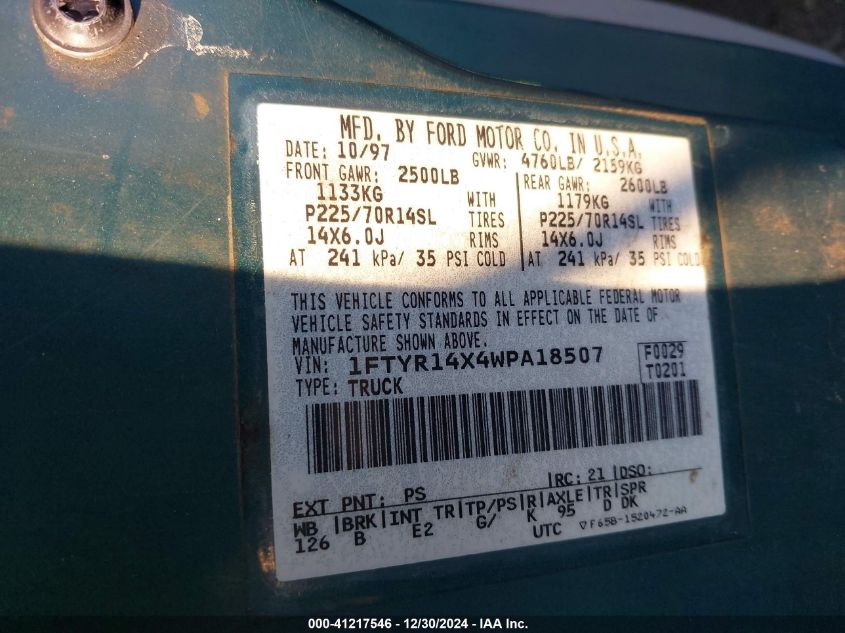 MFD. BY FORD MOTOR CO. IN U.S.A.
DATE: 10/97 GVWR: 4760LB/ 2159KG
FRONT GAWR: 2500LB REAR GAWR: 2600LB
1133KG WITH 1179KG WITH
P225/70R14SL TIRES P225/70R14SL TIRES
14X6.0J RIMS 14X6.0J RIMS
AT 241 kPa/ 35 PSI COLD AT 241 kPa/ 35 PSI COLD
THIS VEHICLE CONFORMS TO ALL APPLICABLE FEDERAL MOTOR
VEHICLE SAFETY STANDARDS IN EFFECT ON THE DATE OF
MANUFACTURE SHOWN ABOVE.
VIN: 1FTYR14X4WPA18507 F0029
TYPE: TRUCK T0201
EXT PNT: PS RC: 21 DSO:
WB BRK INT TR TP/PS R AXLE TR SPR
126 B E2 G/ K 95 D DK
UTC ▽F65B-1520472-AA
000-41217546 - 12/30/2024 - IAA Inc.